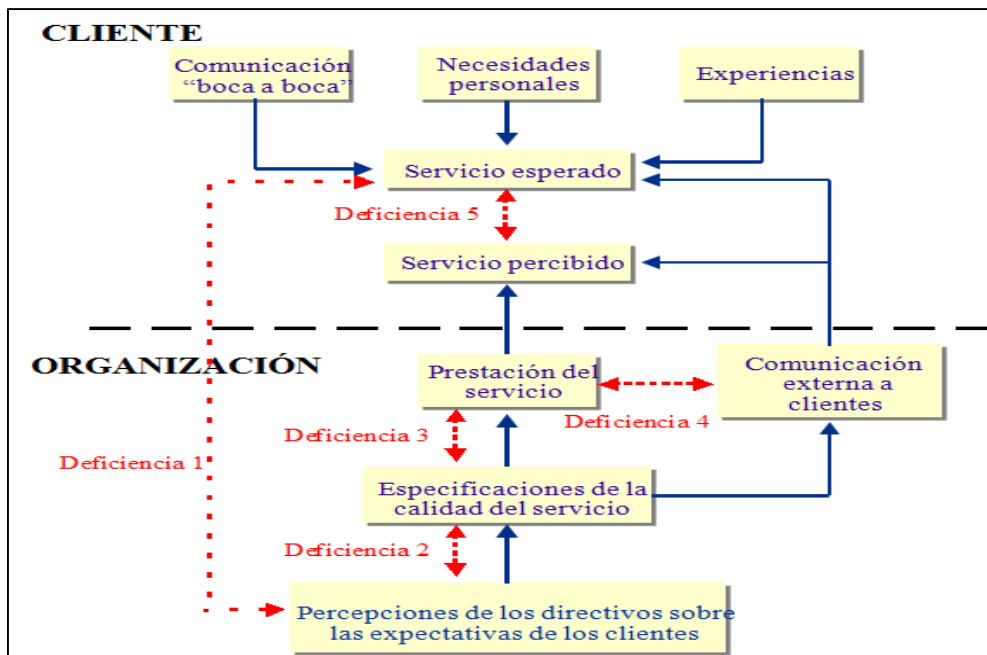 CLIENTE
Comunicación
“boca a boca”
Necesidades
personales
Experiencias
Servicio esperado
Deficiencia 5
Servicio percibido
ORGANIZACIÓN
Prestación del
servicio
Comunicación
externa a
clientes
Deficiencia 4
Deficiencia 3
Deficiencia 1
Especificaciones de la
calidad del servicio
Deficiencia 2
Percepciones de los directivos sobre
las expectativas de los clientes